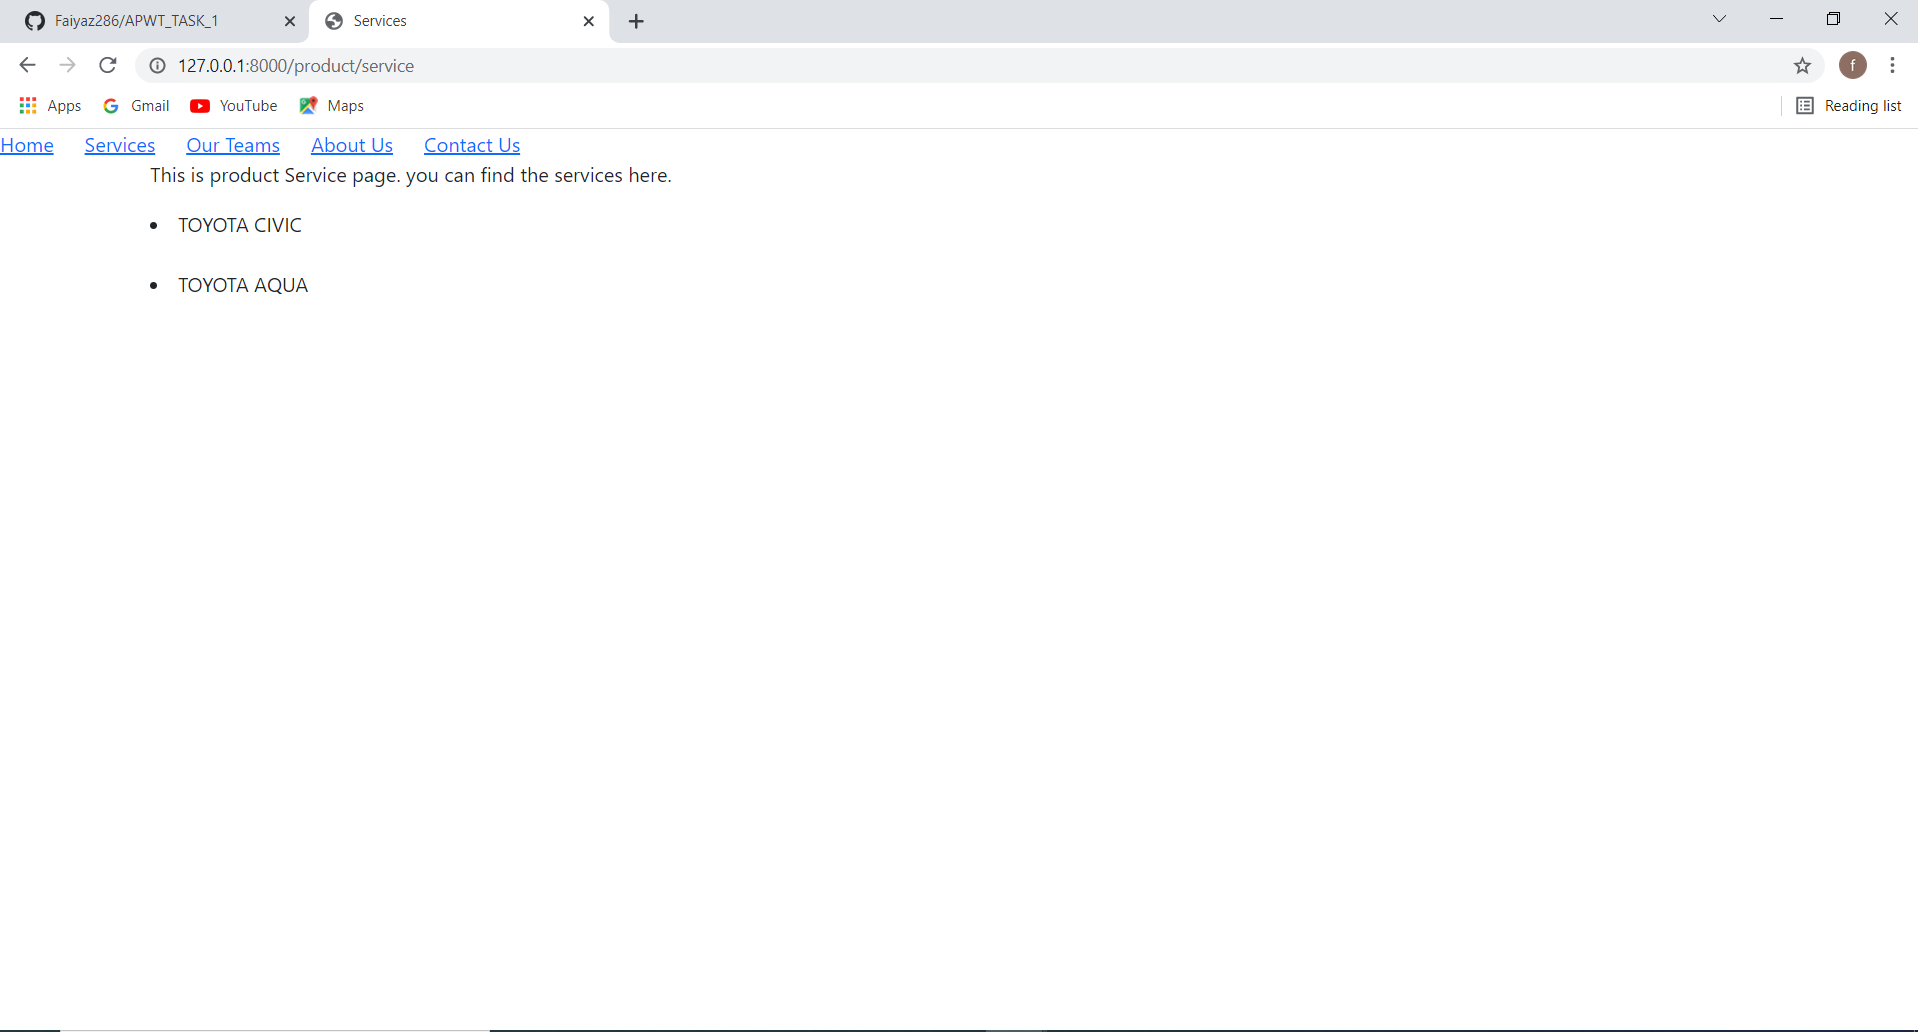 Faiyaz286/APWT_TASK_1 Services
127.0.0.1:8000/product/service f
Apps Gmail YouTube Maps Reading list
Home Services Our Teams About Us Contact Us
This is product Service page. you can find the services here.
TOYOTA CIVIC
TOYOTA AQUA